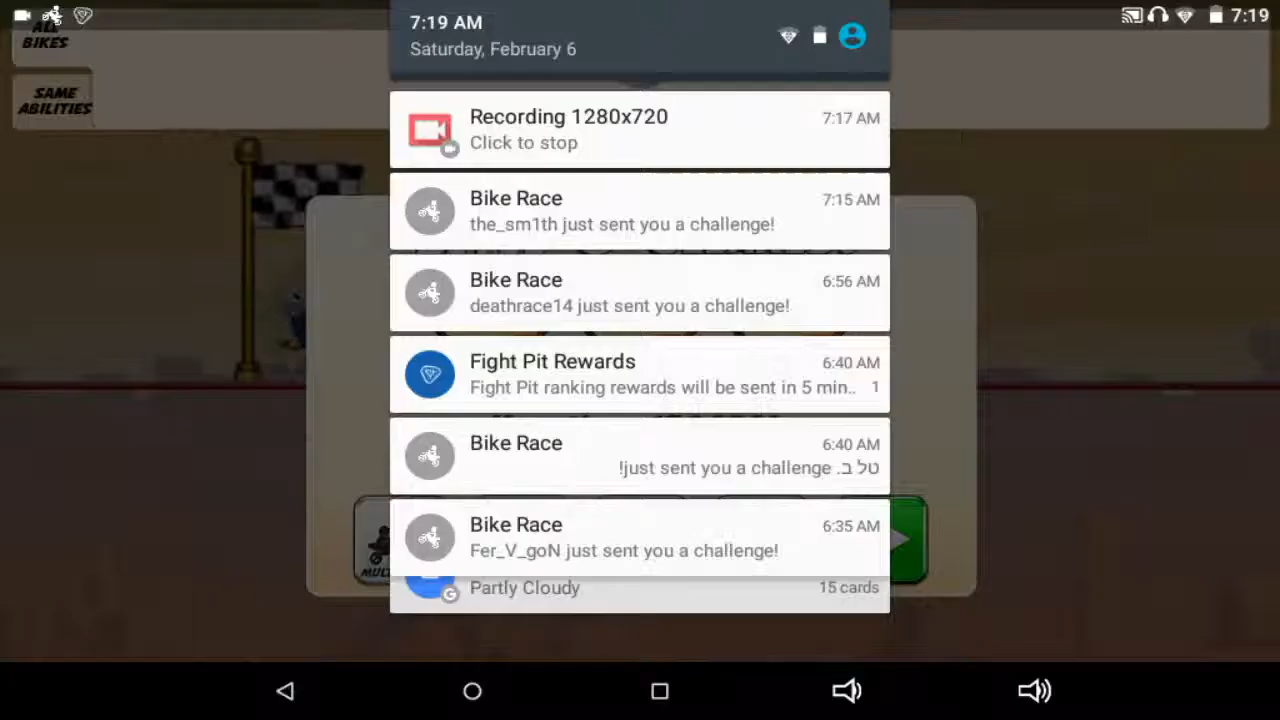 7:19
ALL
BIKES
SAME
ABILITIES
7:19 AM
Saturday, February 6
Recording 1280x720
7:17 AM
Click to stop
Bike Race
7:15 AM
the_sm1th just sent you a challenge!
Bike Race
6:56 AM
deathrace14 just sent you a challenge!
Fight Pit Rewards
6:40 AM
Fight Pit ranking rewards will be sent in 5 min..
1
Bike Race
6:40 AM
טל ב. just sent you a challenge!
Bike Race
6:35 AM
Fer_V_goN just sent you a challenge!
Partly Cloudy
15 cards